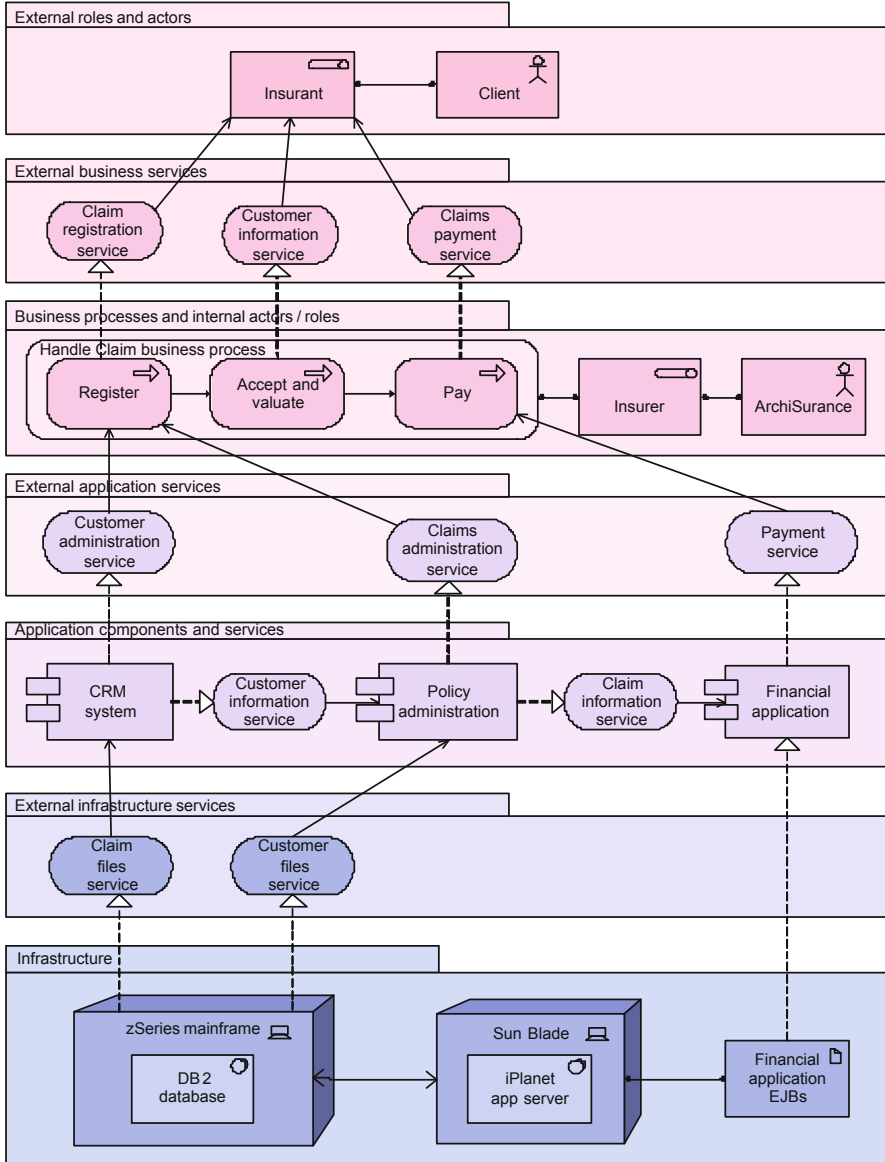 External roles and actors
Insurant
Client
External business services
Claim
registration
service
Customer
information
service
Claims
payment
service
Business processes and internal actors / roles
Handle Claim business process
Register
Accept and
valuate
Pay
Insurer
ArchiSurance
External application services
Customer
administration
service
Claims
administration
service
Payment
service
Application components and services
CRM
system
Customer
information
service
Policy
administration
Claim
information
service
Financial
application
External infrastructure services
Claim
files
service
Customer
files
service
Infrastructure
zSeries mainframe
DB2
database
Sun Blade
iPlanet
app server
Financial
application
EJBs